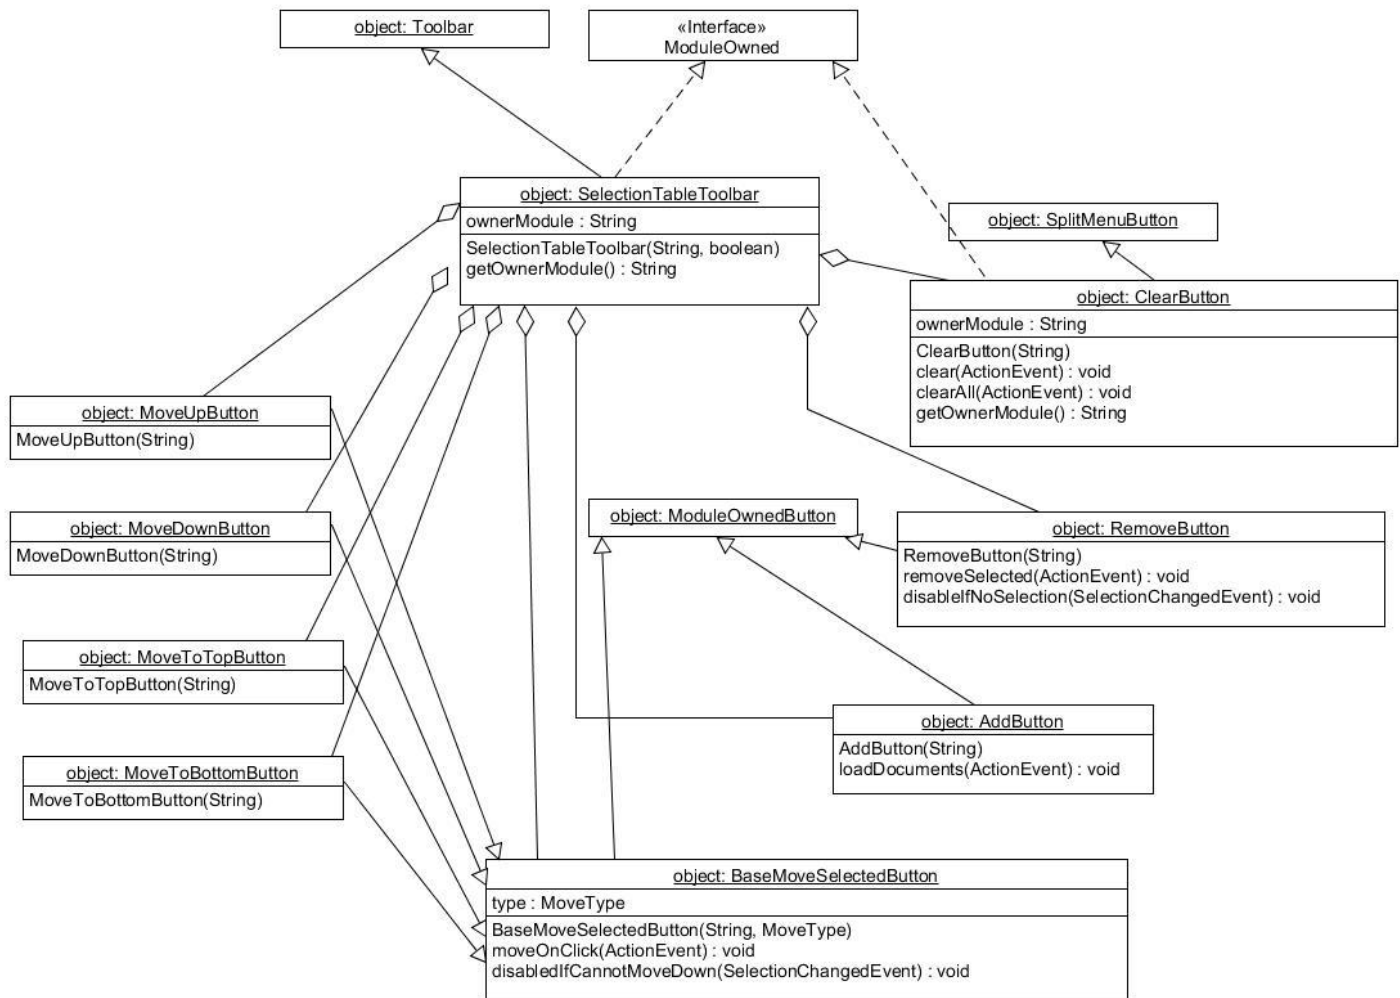 object: Toolbar
«Interface»
ModuleOwned
object: SelectionTableToolbar
ownerModule : String
SelectionTableToolbar(String, boolean)
getOwnerModule() : String
object: SplitMenuButton
object: ClearButton
ownerModule : String
ClearButton(String)
clear(ActionEvent) : void
clearAll(ActionEvent) : void
getOwnerModule() : String
object: MoveUpButton
MoveUpButton(String)
object: MoveDownButton
MoveDownButton(String)
object: ModuleOwnedButton
object: RemoveButton
RemoveButton(String)
removeSelected(ActionEvent) : void
disableIfNoSelection(SelectionChangedEvent) : void
object: MoveToTopButton
MoveToTopButton(String)
object: AddButton
AddButton(String)
loadDocuments(ActionEvent) : void
object: MoveToBottomButton
MoveToBottomButton(String)
object: BaseMoveSelectedButton
type : MoveType
BaseMoveSelectedButton(String, MoveType)
moveOnClick(ActionEvent) : void
disabledIfCannotMoveDown(SelectionChangedEvent) : void